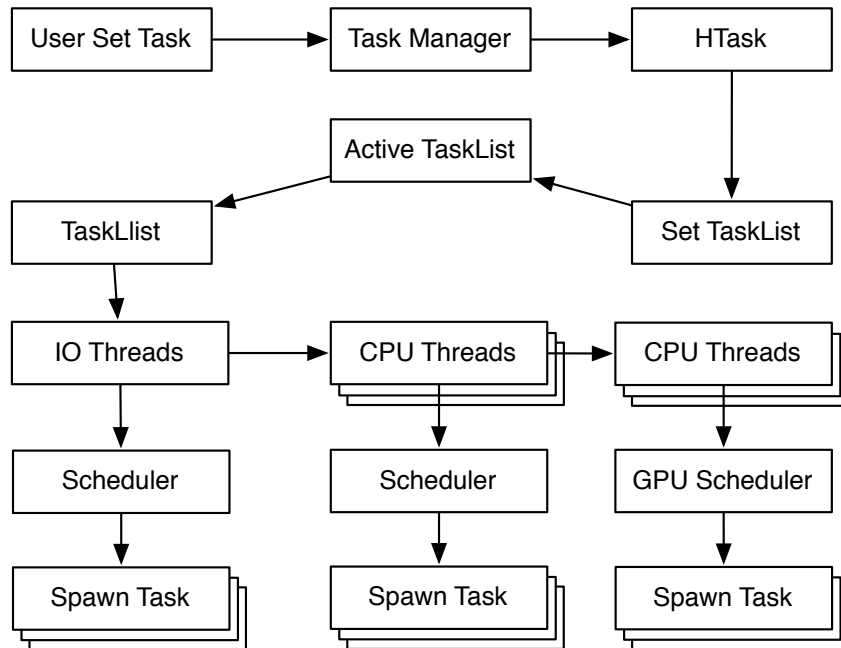 User Set Task
Task Manager
HTask
Active TaskList
TaskLlist
Set TaskList
IO Threads
CPU Threads
CPU Threads
Scheduler
Scheduler
GPU Scheduler
Spawn Task
Spawn Task
Spawn Task